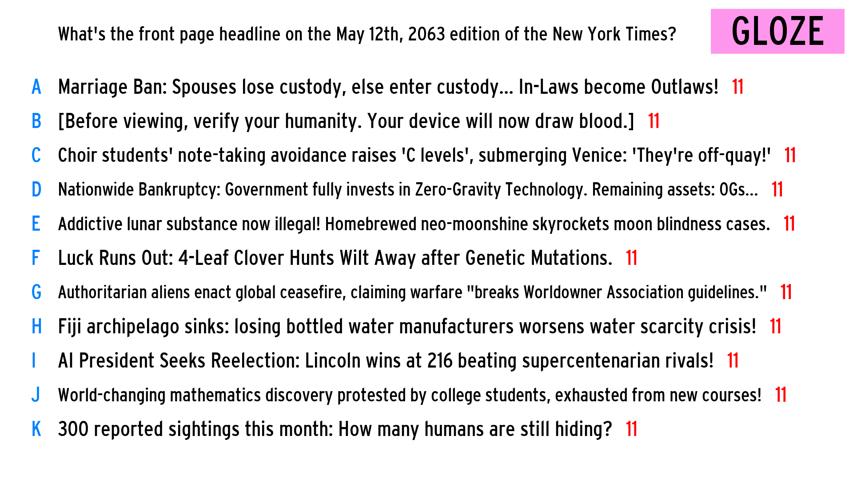 What's the front page headline on the May 12th, 2063 edition of the New York Times?
GLOZE
A Marriage Ban: Spouses lose custody, else enter custody... In-Laws become Outlaws! 11
B [Before viewing, verify your humanity. Your device will now draw blood.] 11
C Choir students' note-taking avoidance raises 'C levels', submerging Venice: 'They're off-quay!' 11
D Nationwide Bankruptcy: Government fully invests in Zero-Gravity Technology. Remaining assets: 0Gs... 11
E Addictive lunar substance now illegal! Homebrewed neo-moonshine skyrockets moon blindness cases. 11
F Luck Runs Out: 4-Leaf Clover Hunts Wilt Away after Genetic Mutations. 11
G Authoritarian aliens enact global ceasefire, claiming warfare "breaks Worldowner Association guidelines." 11
H Fiji archipelago sinks: losing bottled water manufacturers worsens water scarcity crisis! 11
I AI President Seeks Reelection: Lincoln wins at 216 beating supercentenarian rivals! 11
J World-changing mathematics discovery protested by college students, exhausted from new courses! 11
K 300 reported sightings this month: How many humans are still hiding? 11